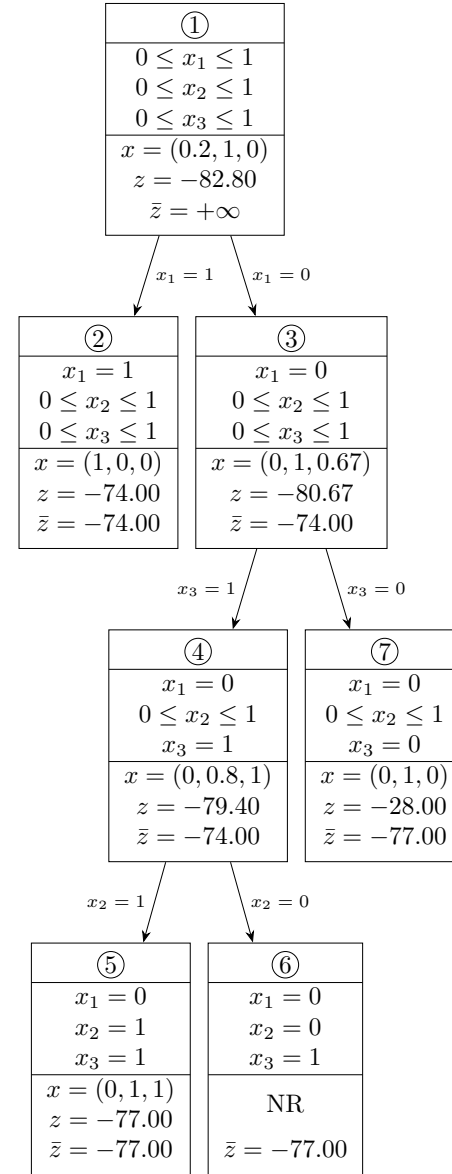 ①
0 ≤ x₁ ≤ 1
0 ≤ x₂ ≤ 1
0 ≤ x₃ ≤ 1
x = (0.2, 1, 0)
z = −82.80
z̄ = +∞
x₁ = 1
x₁ = 0
②
x₁ = 1
0 ≤ x₂ ≤ 1
0 ≤ x₃ ≤ 1
x = (1, 0, 0)
z = −74.00
z̄ = −74.00
③
x₁ = 0
0 ≤ x₂ ≤ 1
0 ≤ x₃ ≤ 1
x = (0, 1, 0.67)
z = −80.67
z̄ = −74.00
x₃ = 1
x₃ = 0
④
x₁ = 0
0 ≤ x₂ ≤ 1
x₃ = 1
x = (0, 0.8, 1)
z = −79.40
z̄ = −74.00
⑦
x₁ = 0
0 ≤ x₂ ≤ 1
x₃ = 0
x = (0, 1, 0)
z = −28.00
z̄ = −77.00
x₂ = 1
x₂ = 0
⑤
x₁ = 0
x₂ = 1
x₃ = 1
x = (0, 1, 1)
z = −77.00
z̄ = −77.00
⑥
x₁ = 0
x₂ = 0
x₃ = 1
NR
z̄ = −77.00